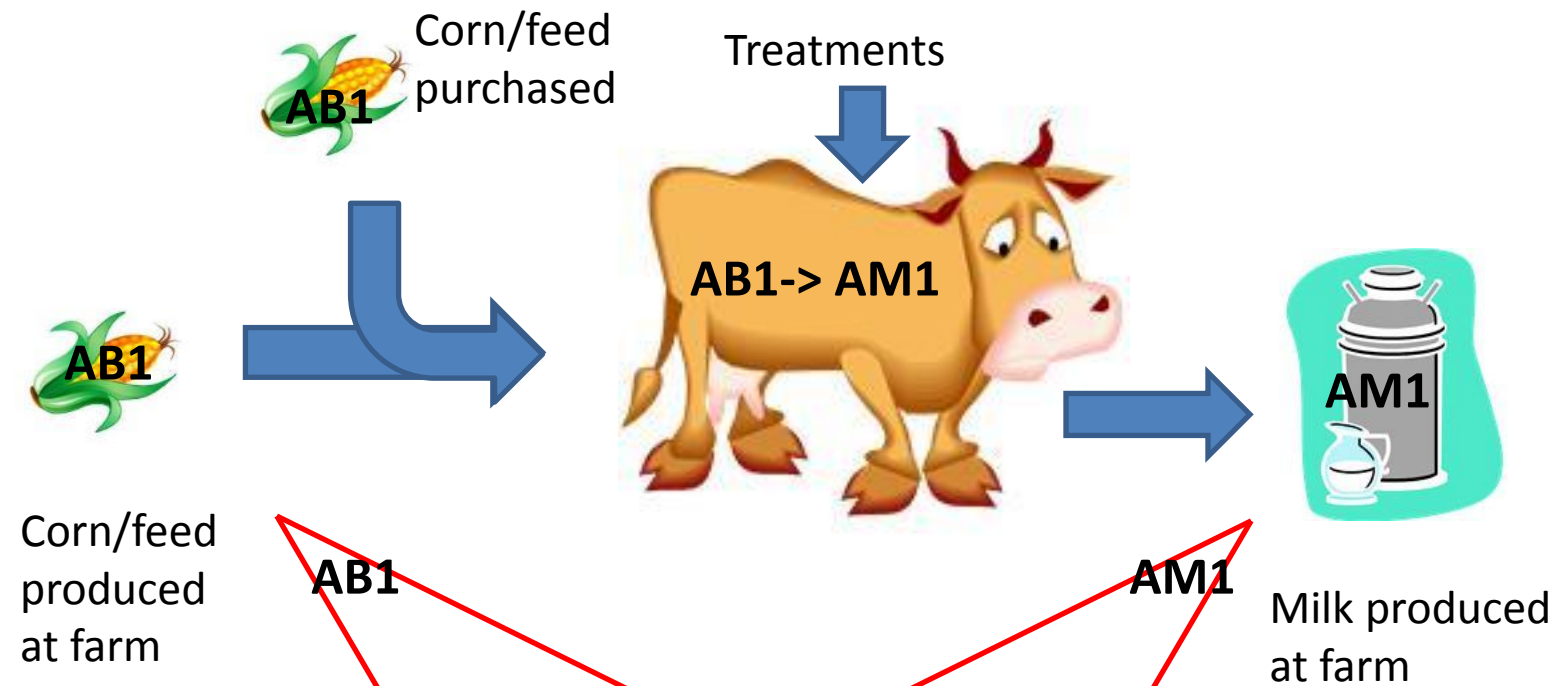 Corn/feed
purchased
AB1
Treatments
AB1
AB1-> AM1
AM1
Corn/feed
produced
at farm
AB1
AM1
Milk produced
at farm